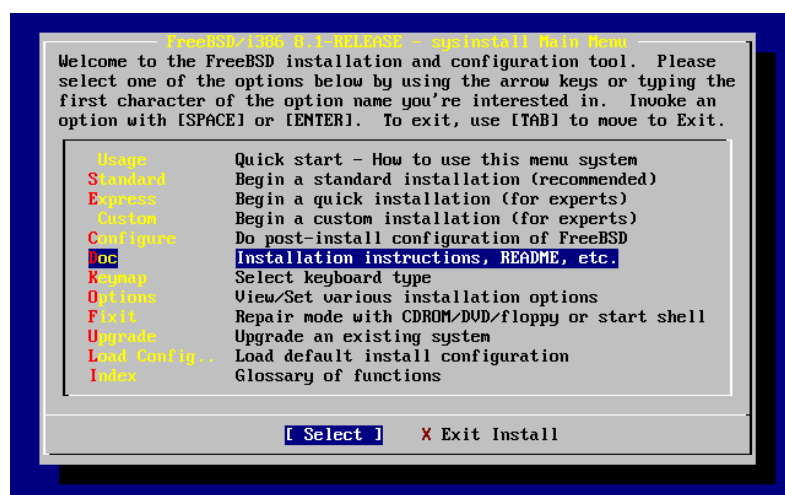 FreeBSD/i386 8.1-RELEASE - sysinstall Main Menu
Welcome to the FreeBSD installation and configuration tool.  Please
select one of the options below by using the arrow keys or typing the
first character of the option name you're interested in.  Invoke an
option with [SPACE] or [ENTER].  To exit, use [TAB] to move to Exit.
Usage Quick start - How to use this menu system
Standard Begin a standard installation (recommended)
Express Begin a quick installation (for experts)
Custom Begin a custom installation (for experts)
Configure Do post-install configuration of FreeBSD
Doc Installation instructions, README, etc.
Keymap Select keyboard type
Options View/Set various installation options
Fixit Repair mode with CDROM/DVD/floppy or start shell
Upgrade Upgrade an existing system
Load Config.. Load default install configuration
Index Glossary of functions
[ Select ] X Exit Install